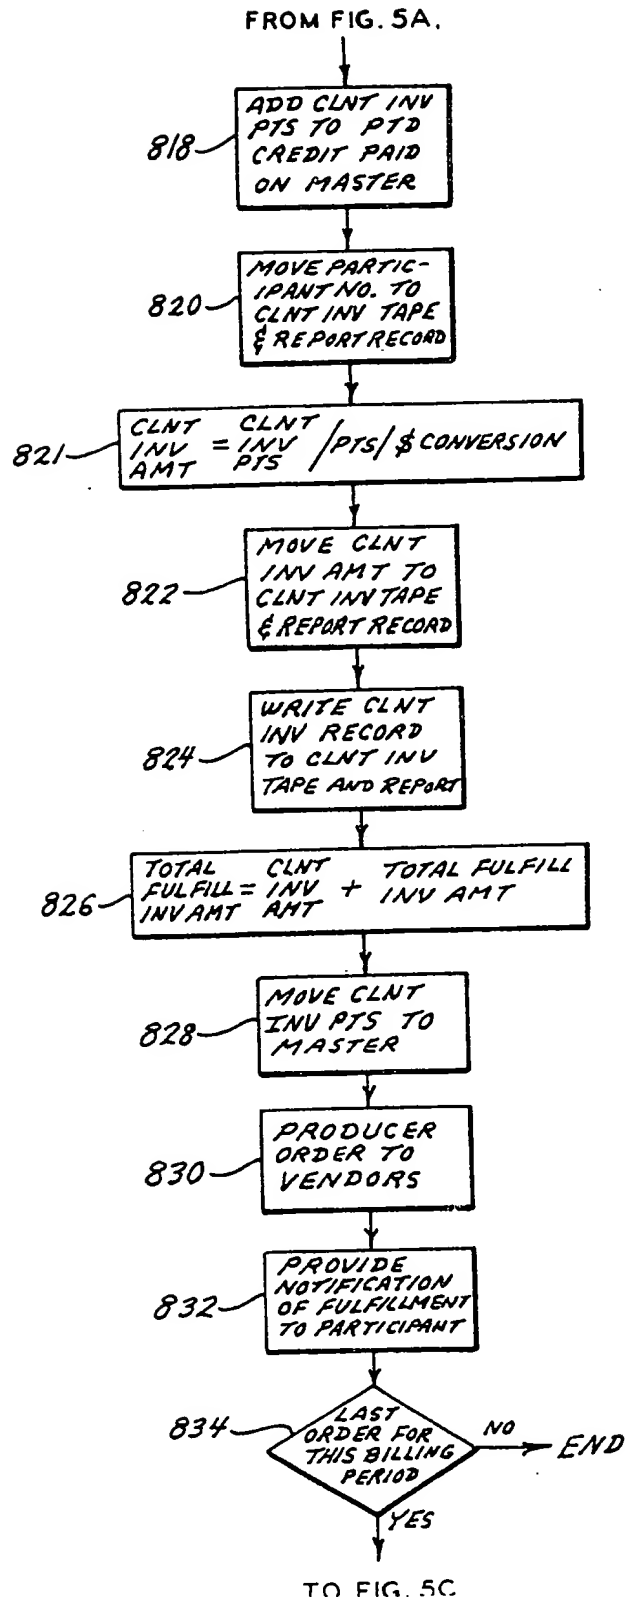 FROM FIG. 5A.
818
ADD CLNT INV
PTS TO PTD
CREDIT PAID
ON MASTER
820
MOVE PARTIC-
IPANT NO. TO
CLNT INV TAPE
& REPORT RECORD
821
CLNT INV AMT = CLNT INV PTS / PTS / $ CONVERSION
822
MOVE CLNT
INV AMT TO
CLNT INV TAPE
& REPORT RECORD
824
WRITE CLNT
INV RECORD
TO CLNT INV
TAPE AND REPORT
826
TOTAL FULFILL INV AMT = CLNT INV AMT + TOTAL FULFILL INV AMT
828
MOVE CLNT
INV PTS TO
MASTER
830
PRODUCER
ORDER TO
VENDORS
832
PROVIDE
NOTIFICATION
OF FULFILLMENT
TO PARTICIPANT
834
LAST
ORDER FOR
THIS BILLING
PERIOD
NO
END
YES
TO FIG. 5C